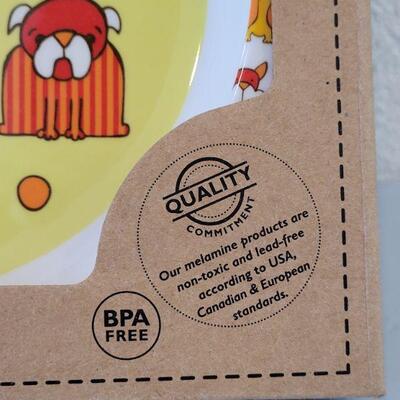 QUALITY
COMMITMENT
Our melamine products are
non-toxic and lead-free
according to USA,
Canadian & European
standards.
BPA
FREE